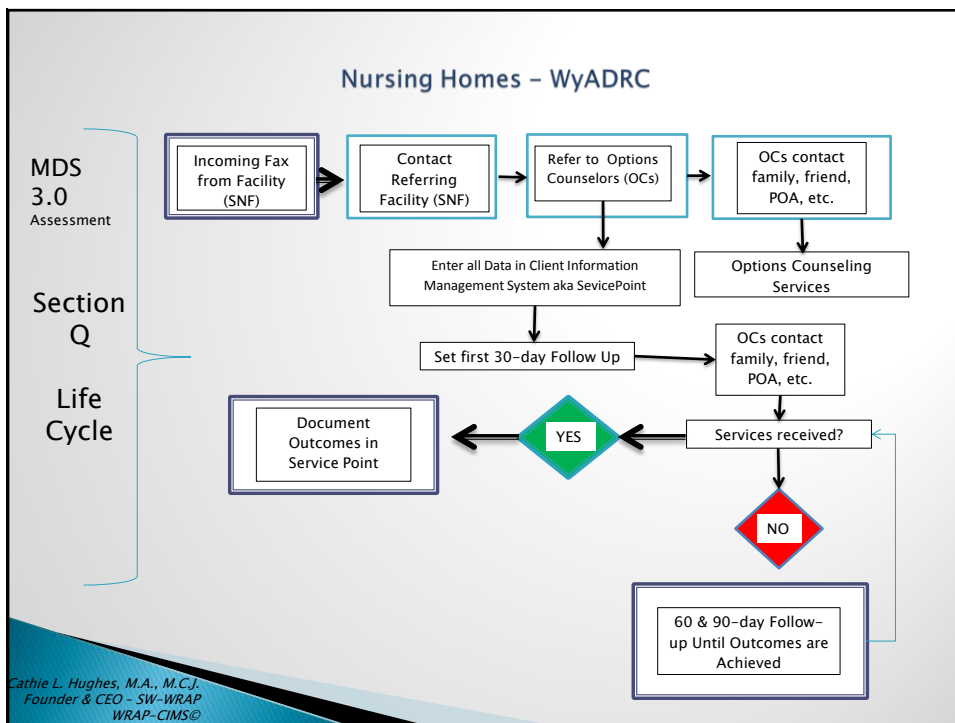 Nursing Homes – WyADRC
MDS
3.0
Assessment
Section
Q
Life
Cycle
Incoming Fax
from Facility
(SNF)
Contact
Referring
Facility (SNF)
Refer to Options
Counselors (OCs)
OCs contact
family, friend,
POA, etc.
Enter all Data in Client Information
Management System aka SevicePoint
Options Counseling
Services
Set first 30-day Follow Up
OCs contact
family, friend,
POA, etc.
Document
Outcomes in
Service Point
YES
Services received?
NO
60 & 90-day Follow-
up Until Outcomes are
Achieved
Cathie L. Hughes, M.A., M.C.J.
Founder & CEO – SW-WRAP
WRAP-CIMS©